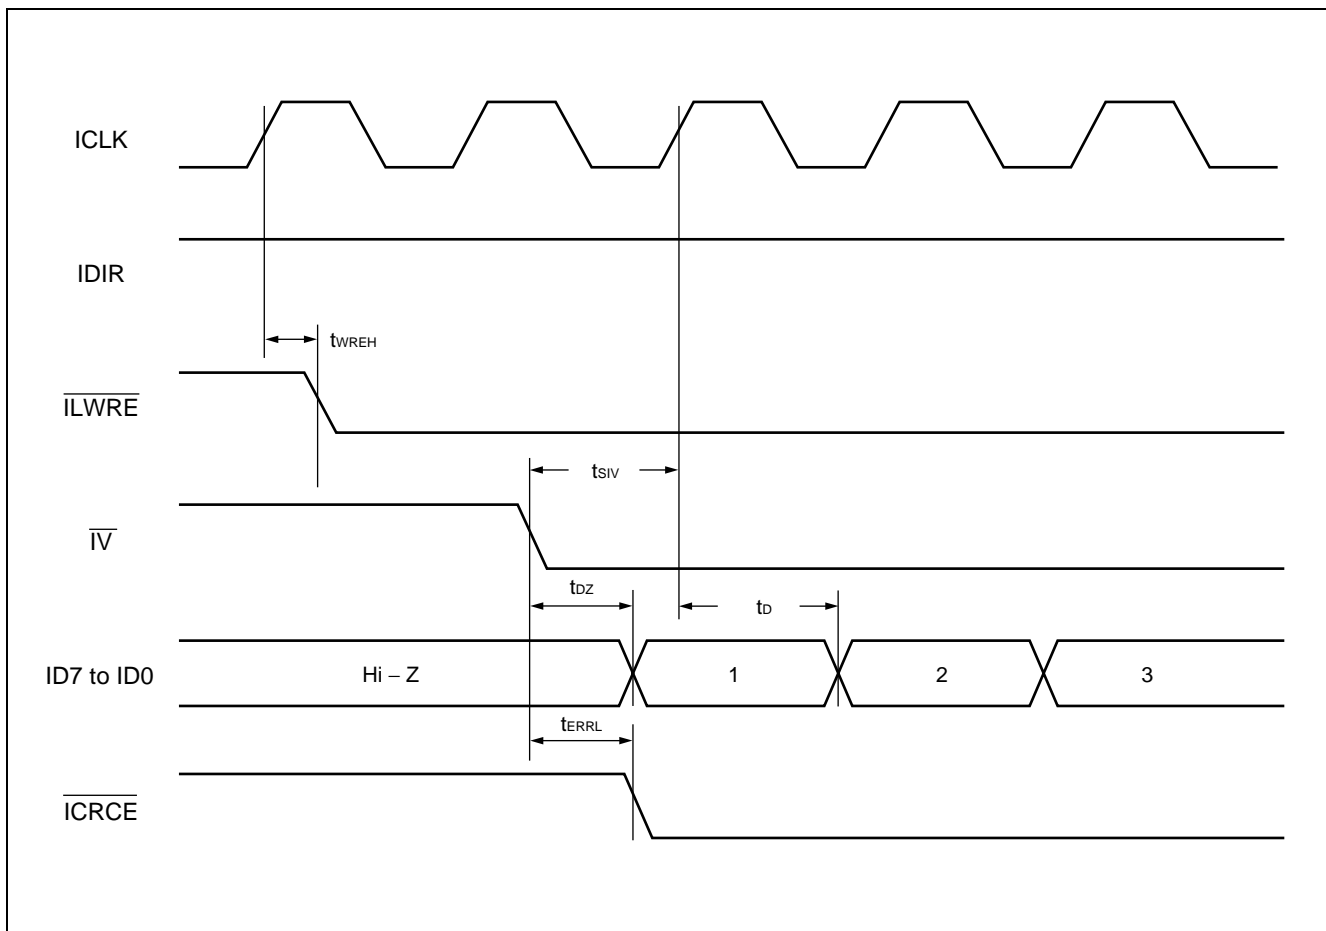 ICLK
IDIR
tWREH
ILWRE
tSIV
IV
tDZ
tD
ID7 to ID0
Hi – Z
1
2
3
tERRL
ICRCE